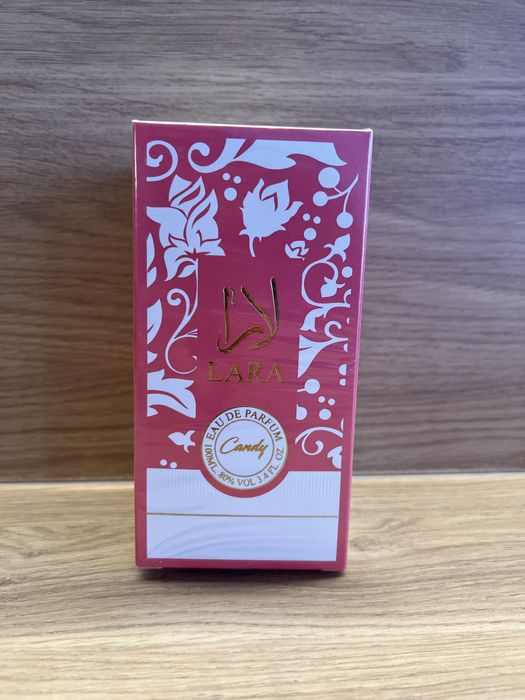 لارا
LARA
EAU DE PARFUM
Candy
100ML. 80% VOL 3.4 FL. OZ